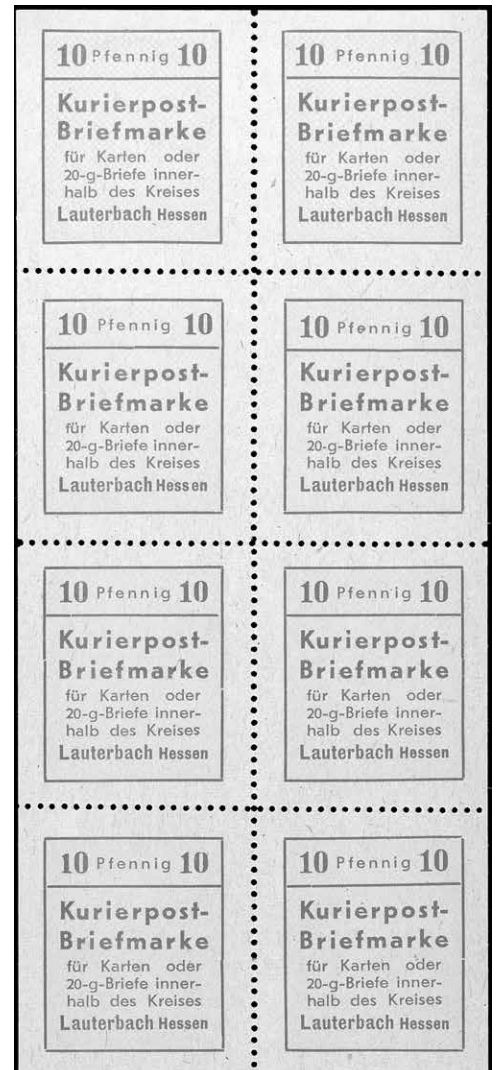 10 Pfennig 10
Kurierpost-
Briefmarke
für Karten oder
20-g-Briefe inner-
halb des Kreises
Lauterbach Hessen
10 Pfennig 10
Kurierpost-
Briefmarke
für Karten oder
20-g-Briefe inner-
halb des Kreises
Lauterbach Hessen
10 Pfennig 10
Kurierpost-
Briefmarke
für Karten oder
20-g-Briefe inner-
halb des Kreises
Lauterbach Hessen
10 Pfennig 10
Kurierpost-
Briefmarke
für Karten oder
20-g-Briefe inner-
halb des Kreises
Lauterbach Hessen
10 Pfennig 10
Kurierpost-
Briefmarke
für Karten oder
20-g-Briefe inner-
halb des Kreises
Lauterbach Hessen
10 Pfennig 10
Kurierpost-
Briefmarke
für Karten oder
20-g-Briefe inner-
halb des Kreises
Lauterbach Hessen
10 Pfennig 10
Kurierpost-
Briefmarke
für Karten oder
20-g-Briefe inner-
halb des Kreises
Lauterbach Hessen
10 Pfennig 10
Kurierpost-
Briefmarke
für Karten oder
20-g-Briefe inner-
halb des Kreises
Lauterbach Hessen